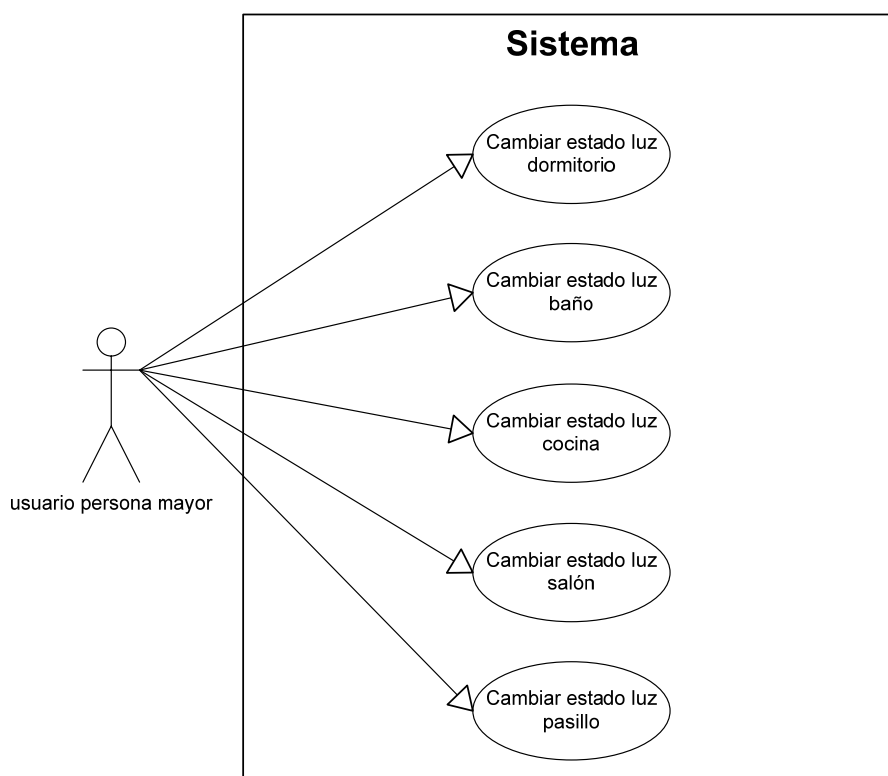 Sistema
Cambiar estado luz
dormitorio
Cambiar estado luz
baño
Cambiar estado luz
cocina
usuario persona mayor
Cambiar estado luz
salón
Cambiar estado luz
pasillo